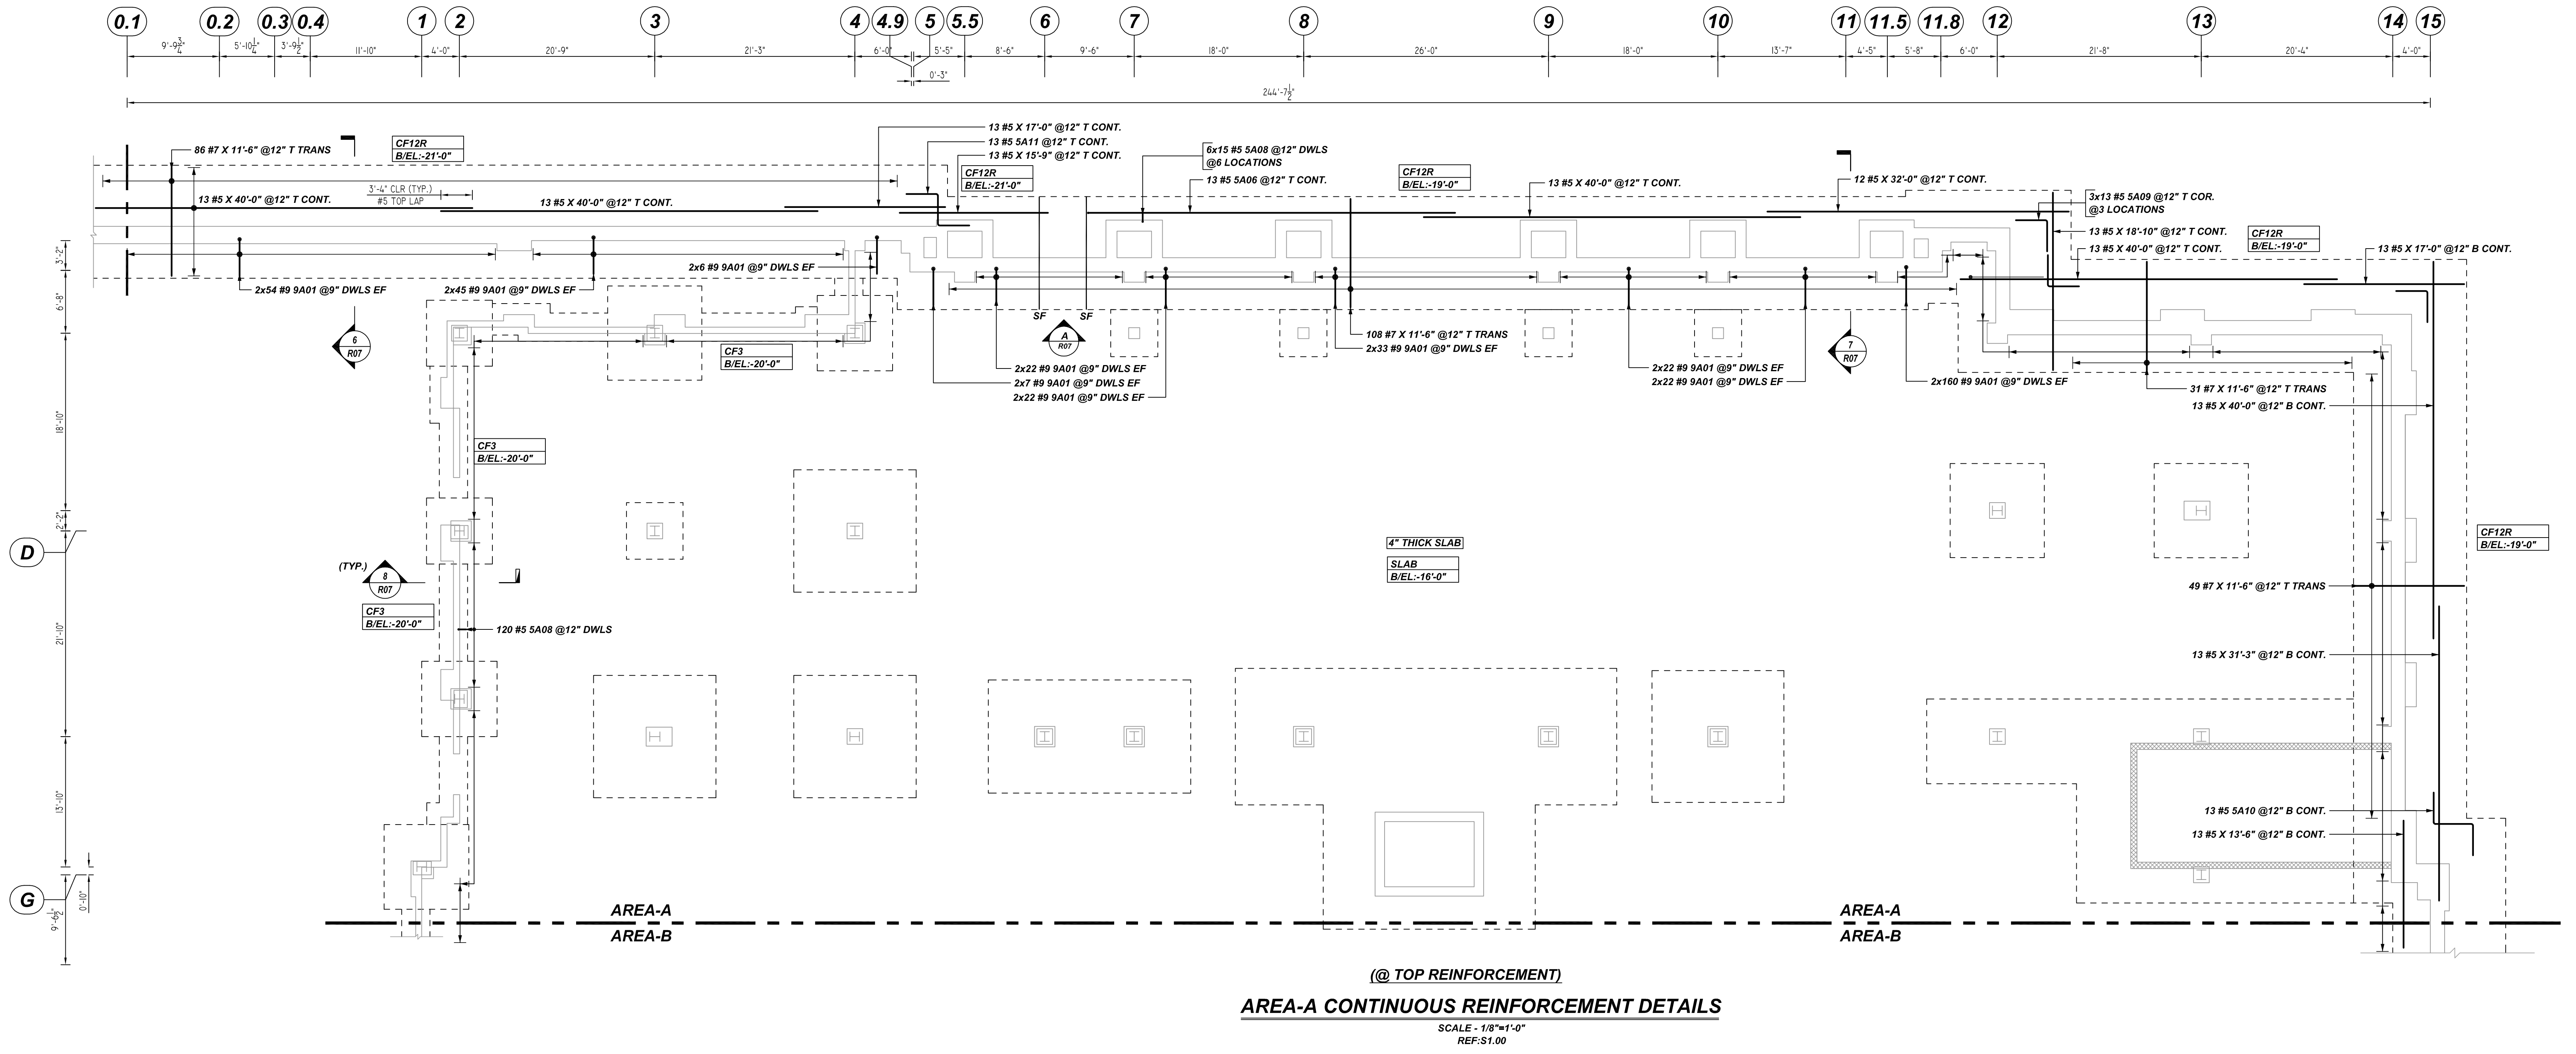 0.1 0.2 0.3 0.4 1 2 3 4 4.9 5 5.5 6 7 8 9 10 11 11.5 11.8 12 13 14 15
9'-9 3/4" 5'-10 1/4" 3'-9 1/2" 11'-10" 4'-0" 20'-9" 21'-3" 6'-0" 5'-5" 8'-6" 9'-6" 18'-0" 26'-0" 18'-0" 13'-7" 4'-5" 5'-8" 6'-0" 21'-8" 20'-4" 4'-0"
0'-3"
244'-7 1/2"
86 #7 X 11'-6" @12" T TRANS
CF12R
B/EL:-21'-0"
3'-4" CLR (TYP.)
#5 TOP LAP
13 #5 X 40'-0" @12" T CONT.
13 #5 X 40'-0" @12" T CONT.
13 #5 X 17'-0" @12" T CONT.
13 #5 5A11 @12" T CONT.
13 #5 X 15'-9" @12" T CONT.
CF12R
B/EL:-21'-0"
6x15 #5 5A08 @12" DWLS
@6 LOCATIONS
13 #5 5A06 @12" T CONT.
CF12R
B/EL:-19'-0"
13 #5 X 40'-0" @12" T CONT.
12 #5 X 32'-0" @12" T CONT.
3x13 #5 5A09 @12" T COR.
@3 LOCATIONS
13 #5 X 18'-10" @12" T CONT.
13 #5 X 40'-0" @12" T CONT.
CF12R
B/EL:-19'-0"
13 #5 X 17'-0" @12" B CONT.
3'-2"
6'-8"
18'-10"
2'-2"
21'-10"
13'-10"
0'-10"
9'-6 1/2"
D
G
2x54 #9 9A01 @9" DWLS EF
2x45 #9 9A01 @9" DWLS EF
2x6 #9 9A01 @9" DWLS EF
SF
SF
6
R07
A
R07
7
R07
CF3
B/EL:-20'-0"
108 #7 X 11'-6" @12" T TRANS
2x33 #9 9A01 @9" DWLS EF
2x22 #9 9A01 @9" DWLS EF
2x7 #9 9A01 @9" DWLS EF
2x22 #9 9A01 @9" DWLS EF
2x22 #9 9A01 @9" DWLS EF
2x22 #9 9A01 @9" DWLS EF
2x160 #9 9A01 @9" DWLS EF
31 #7 X 11'-6" @12" T TRANS
13 #5 X 40'-0" @12" B CONT.
CF3
B/EL:-20'-0"
4" THICK SLAB
SLAB
B/EL:-16'-0"
CF12R
B/EL:-19'-0"
(TYP.)
8
R07
CF3
B/EL:-20'-0"
120 #5 5A08 @12" DWLS
49 #7 X 11'-6" @12" T TRANS
13 #5 X 31'-3" @12" B CONT.
13 #5 5A10 @12" B CONT.
13 #5 X 13'-6" @12" B CONT.
AREA-A
AREA-B
AREA-A
AREA-B
(@ TOP REINFORCEMENT)
AREA-A CONTINUOUS REINFORCEMENT DETAILS
SCALE - 1/8"=1'-0"
REF:S1.00